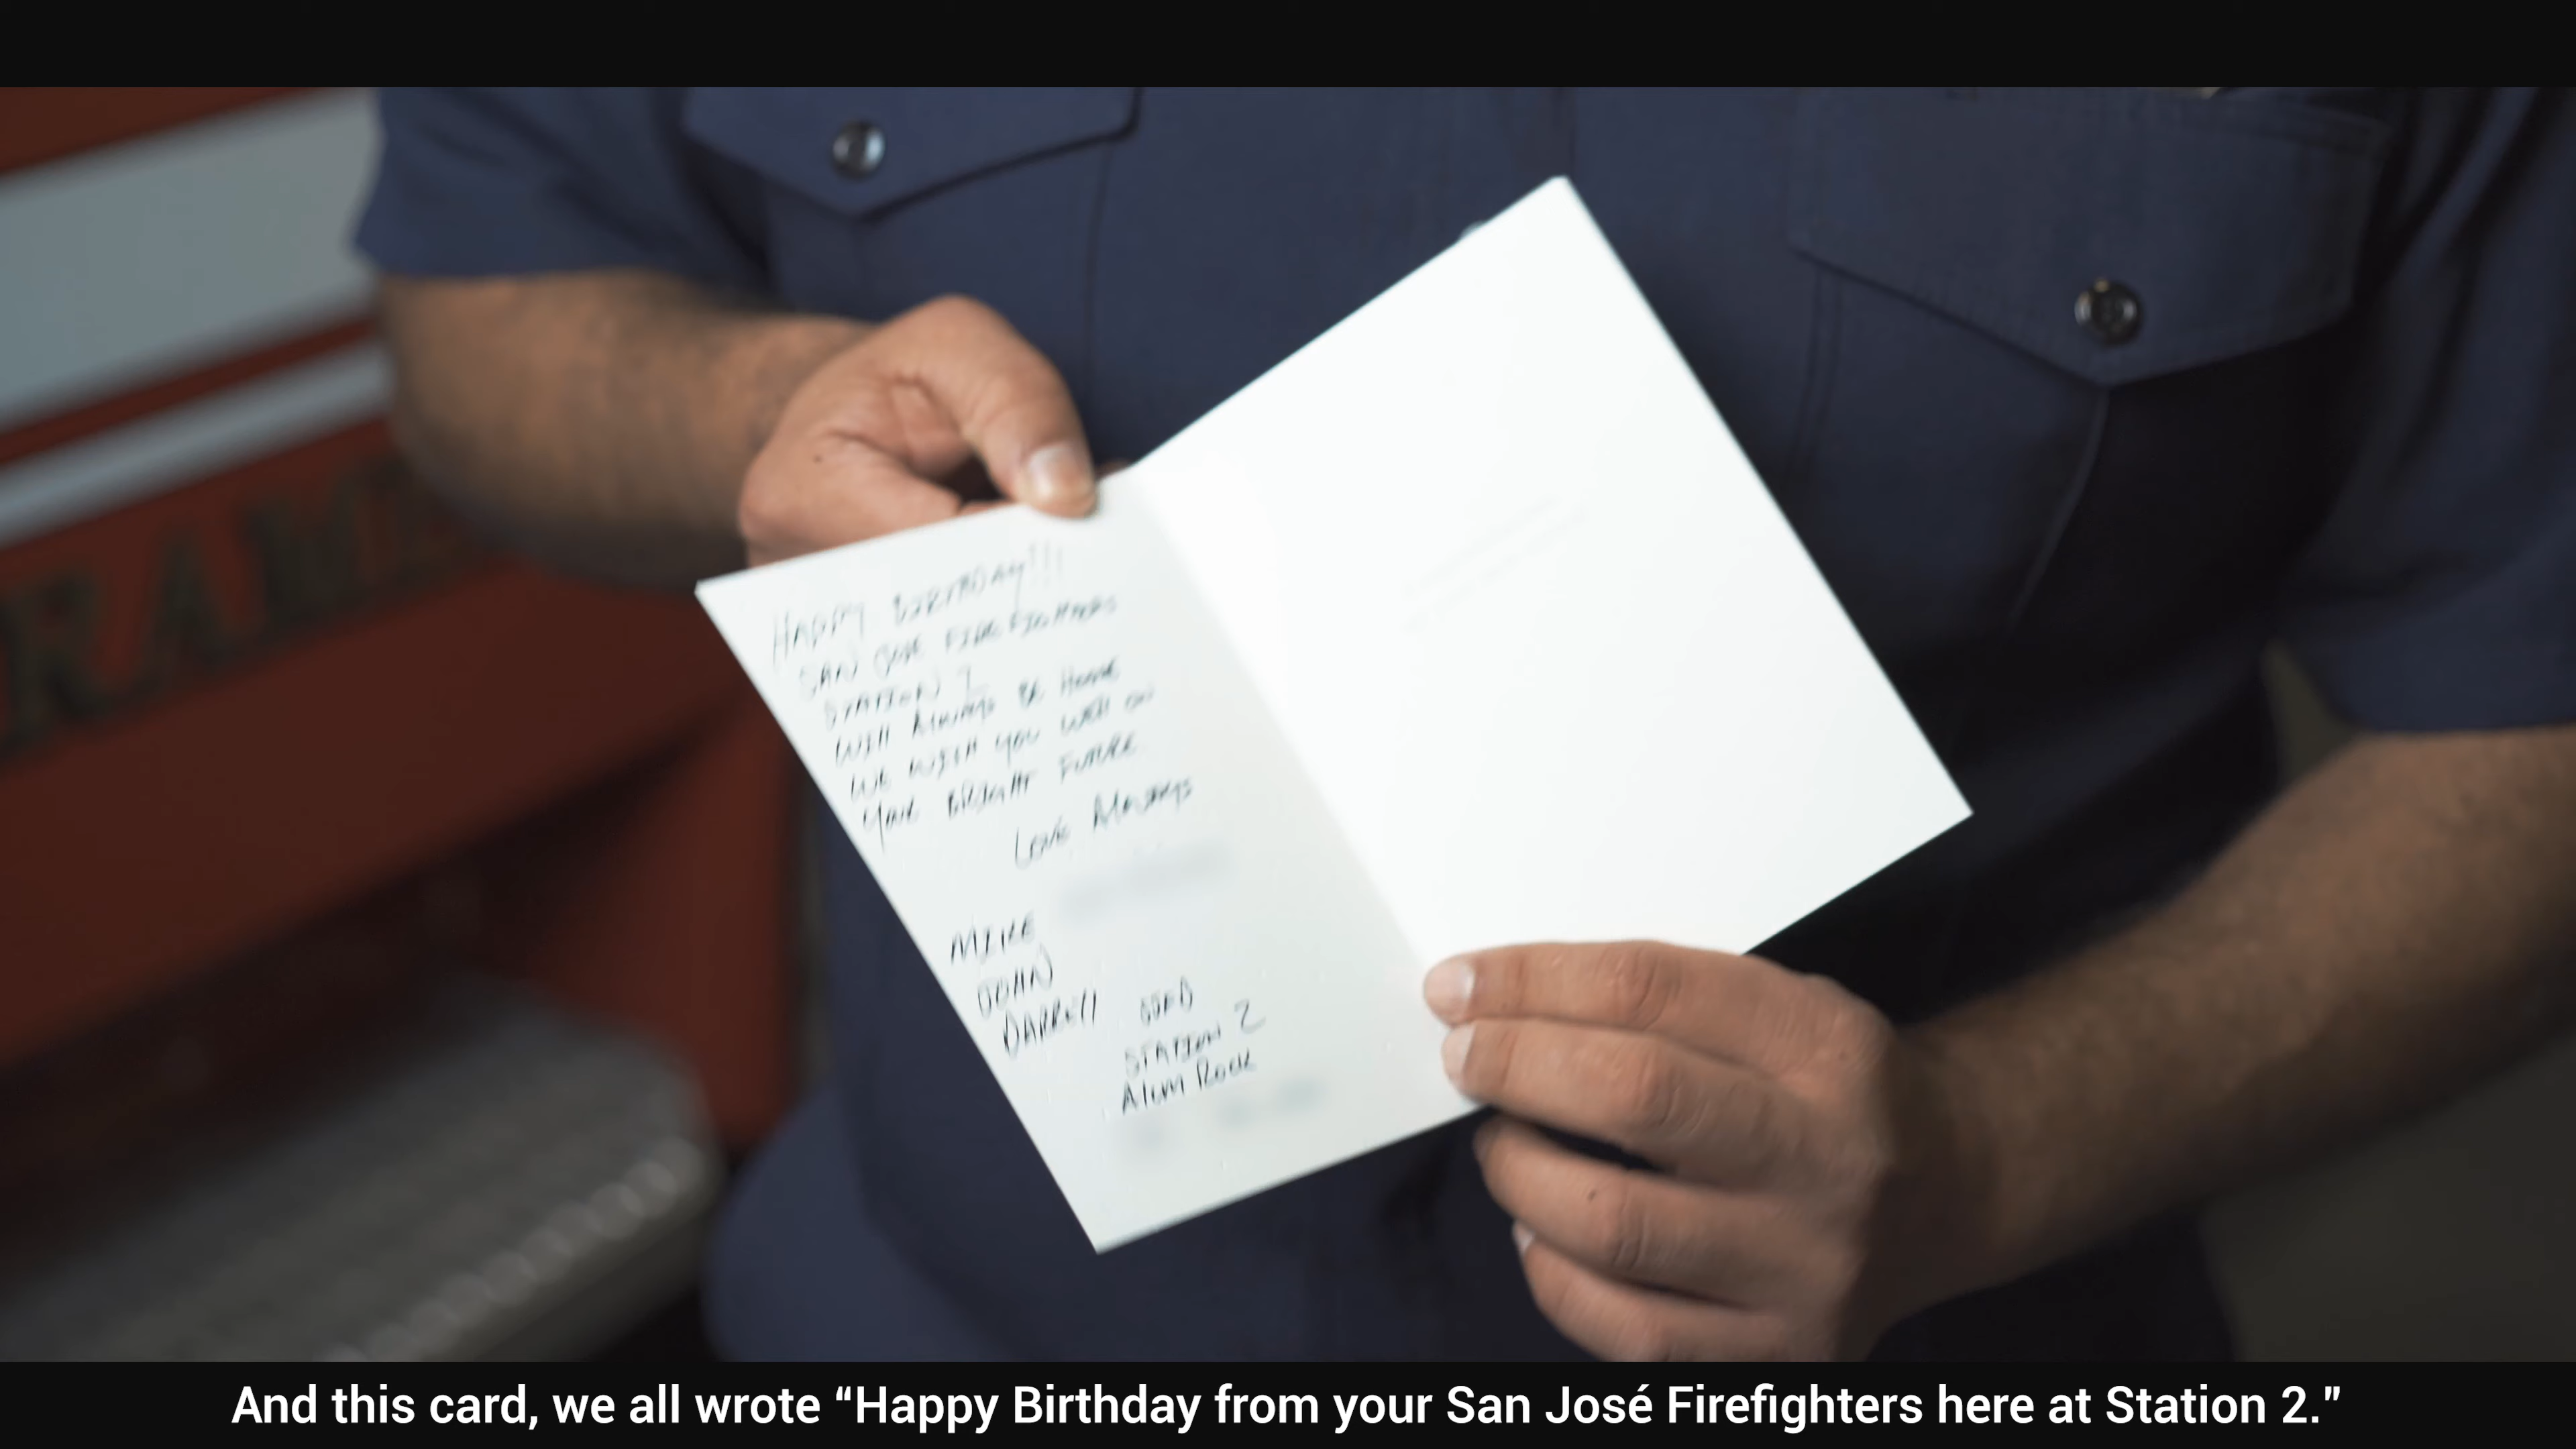 RAM
HAPPY BIRTHDAY!!!
SAN JOSE FIREFIGHTERS
STATION 2
WILL ALWAYS BE HOME
WE WISH YOU WELL ON
YOUR BRIGHT FUTURE
LOVE ALWAYS
MIKE
JOHN
DARRELL
SJFD
STATION 2
ALUM ROCK
And this card, we all wrote “Happy Birthday from your San José Firefighters here at Station 2.”